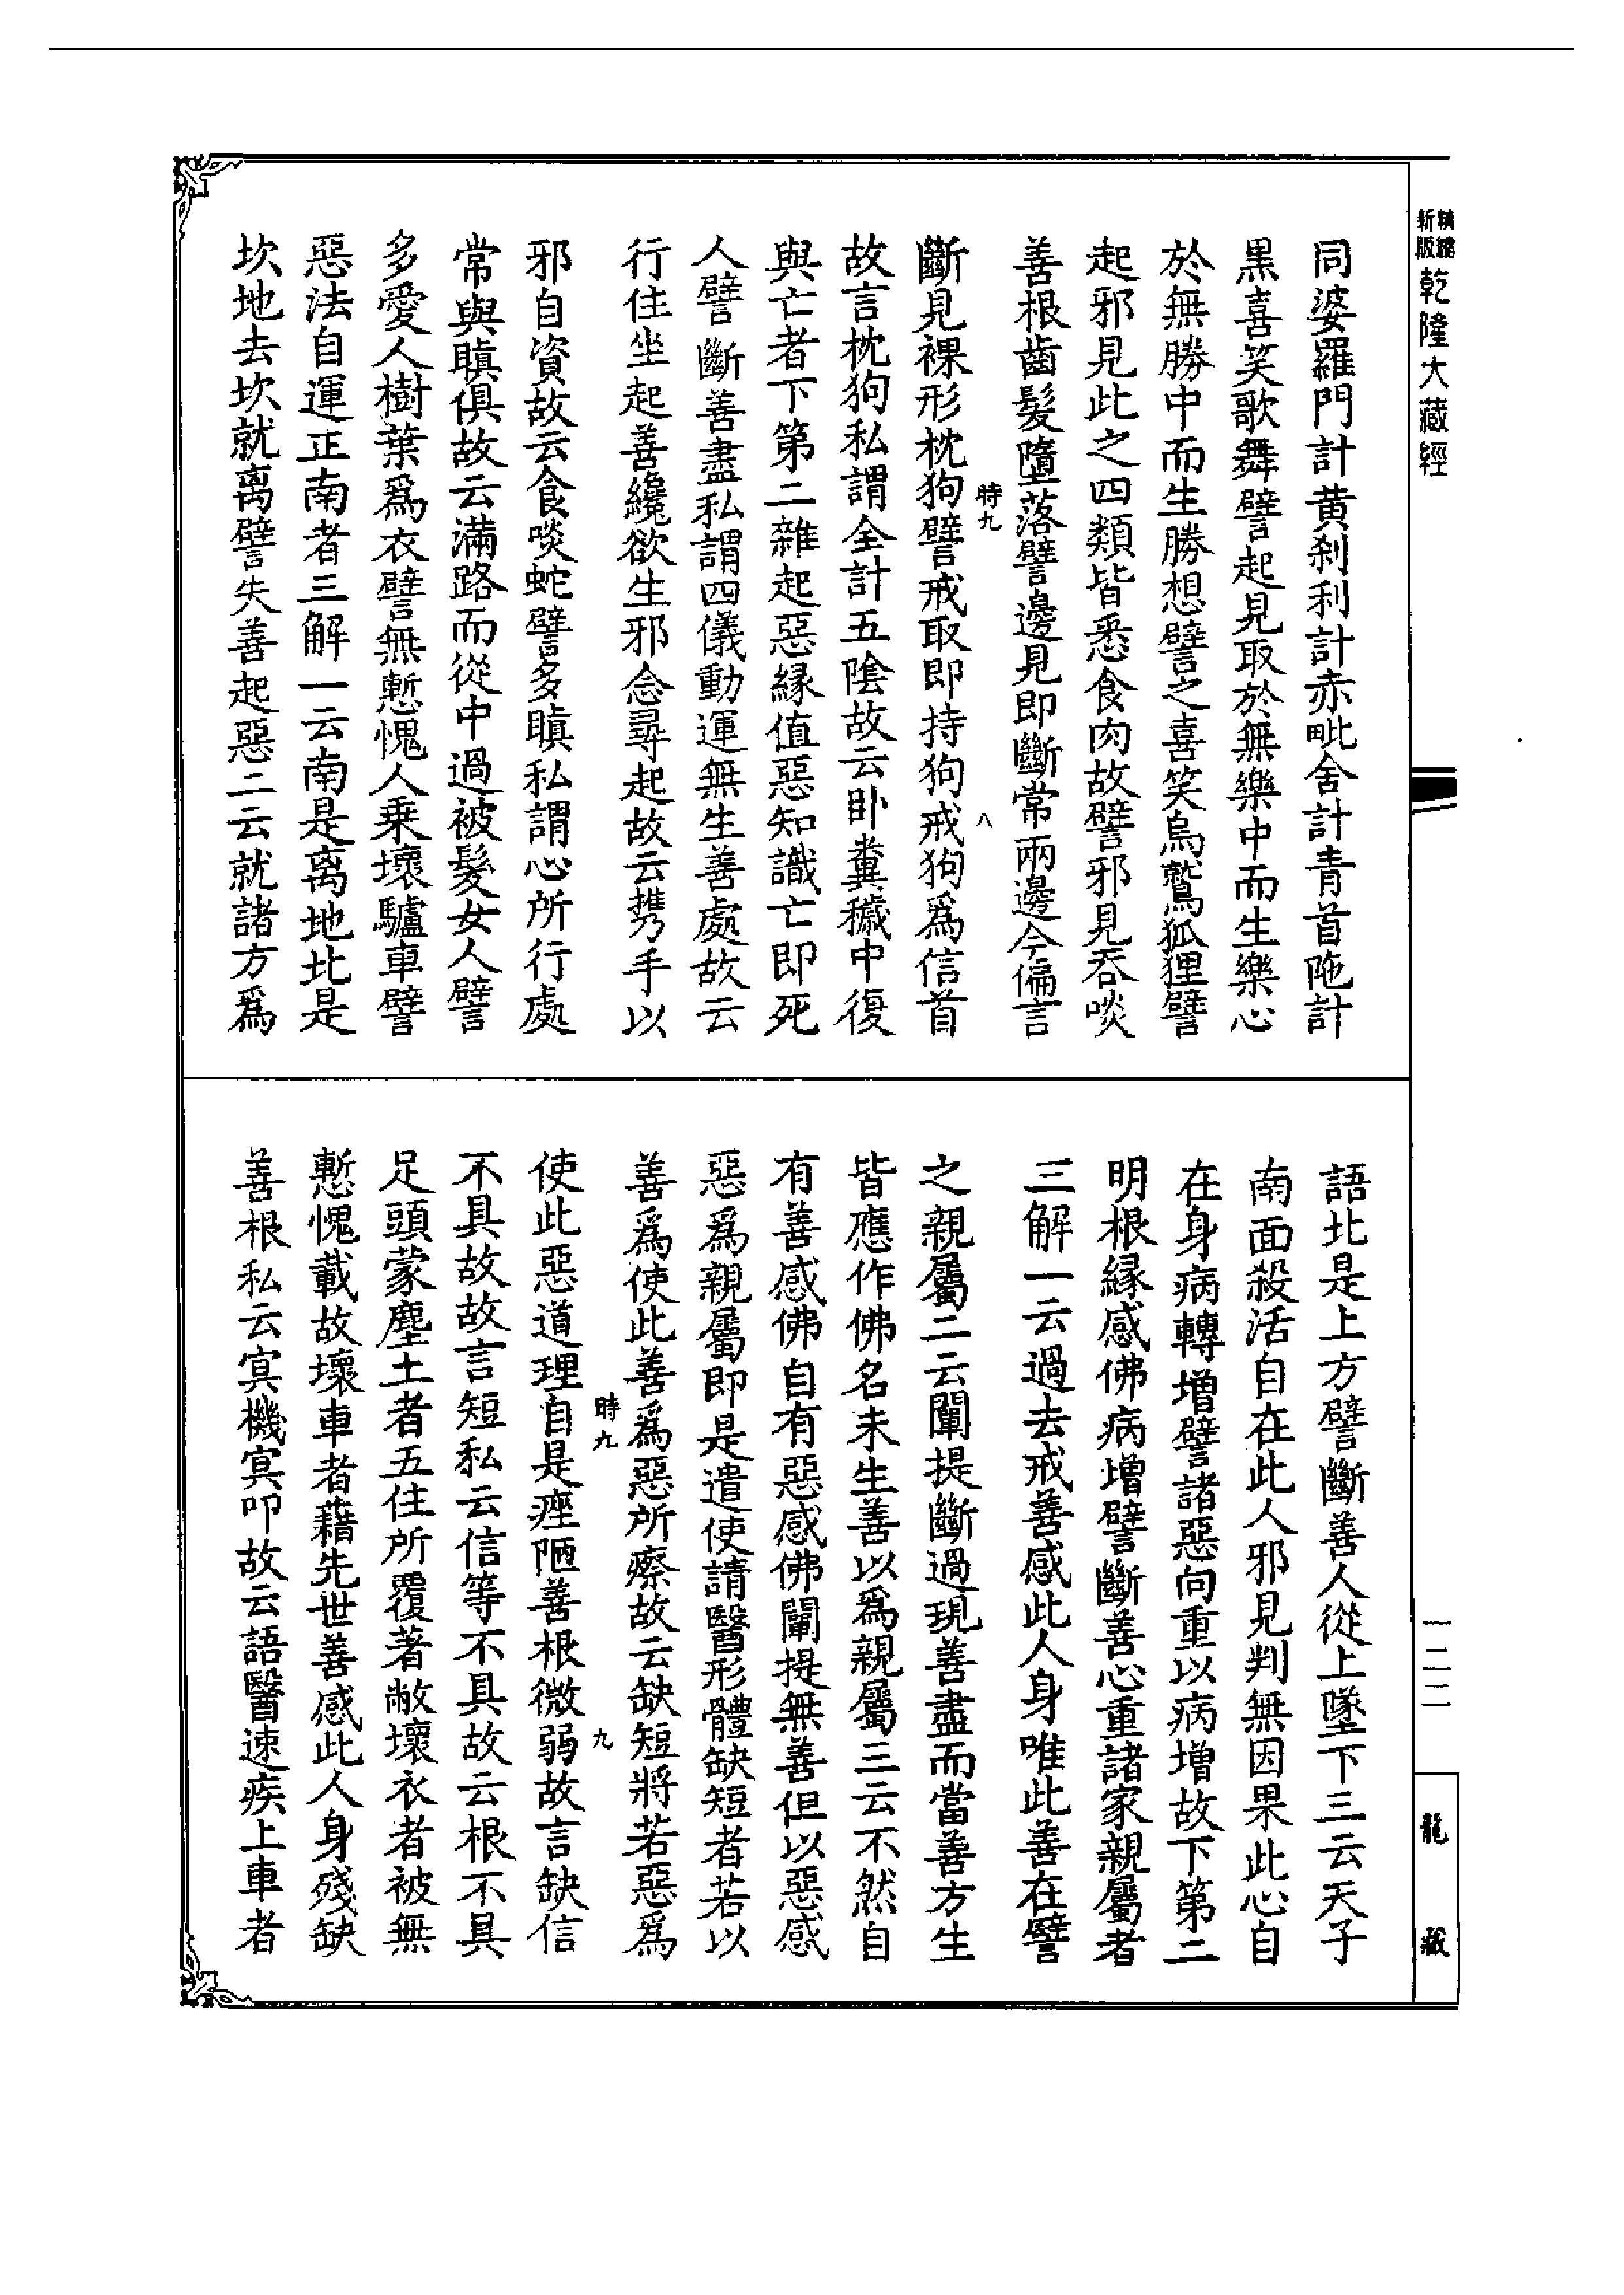 精縮新版乾隆大藏經
同婆羅門計黃剎利計赤毗舍計青首陁計
黒喜笑歌舞譬起見取於無樂中而生樂心
於無勝中而生勝想譬之喜笑烏鷲狐狸譬
起邪見此之四類皆悉食肉故譬邪見吞啖
善根齒髮墮落譬邊見即斷常兩邊今偏言
時九
八
斷見裸形枕狗譬戒取即持狗戒狗爲信首
故言枕狗私謂全計五陰故云卧糞穢中復
與亡者下第二雜起惡縁值惡知識亡即死
人譬斷善盡私謂四儀動運無生善處故云
行住坐起善纔欲生邪念尋起故云携手以
邪自資故云食啖蛇譬多瞋私謂心所行處
常與瞋俱故云滿路而從中過被髮女人譬
多愛人樹葉爲衣譬無慙愧人乗壞驢車譬
惡法自運正南者三解一云南是离地北是
坎地去坎就离譬失善起惡二云就諸方爲
語北是上方譬斷善人從上墜下三云天子
南面殺活自在此人邪見判無因果此心自
在身病轉增譬諸惡向重以病增故下第二
明根縁感佛病增譬斷善心重諸家親屬者
三解一云過去戒善感此人身唯此善在譬
之親屬二云闡提斷過現善盡而當善方生
皆應作佛名未生善以爲親屬三云不然自
有善感佛自有惡感佛闡提無善但以惡感
惡爲親屬即是遣使請醫形體缺短者若以
善爲使此善爲惡所瘵故云缺短將若惡爲
時九
九
使此惡道理自是痙陋善根微弱故言缺信
不具故故言短私云信等不具故云根不具
足頭蒙塵土者五住所覆著敝壞衣者被無
慙愧載故壞車者藉先世善感此人身殘缺
善根私云冥機冥叩故云語醫速疾上車者
一二二
龍藏